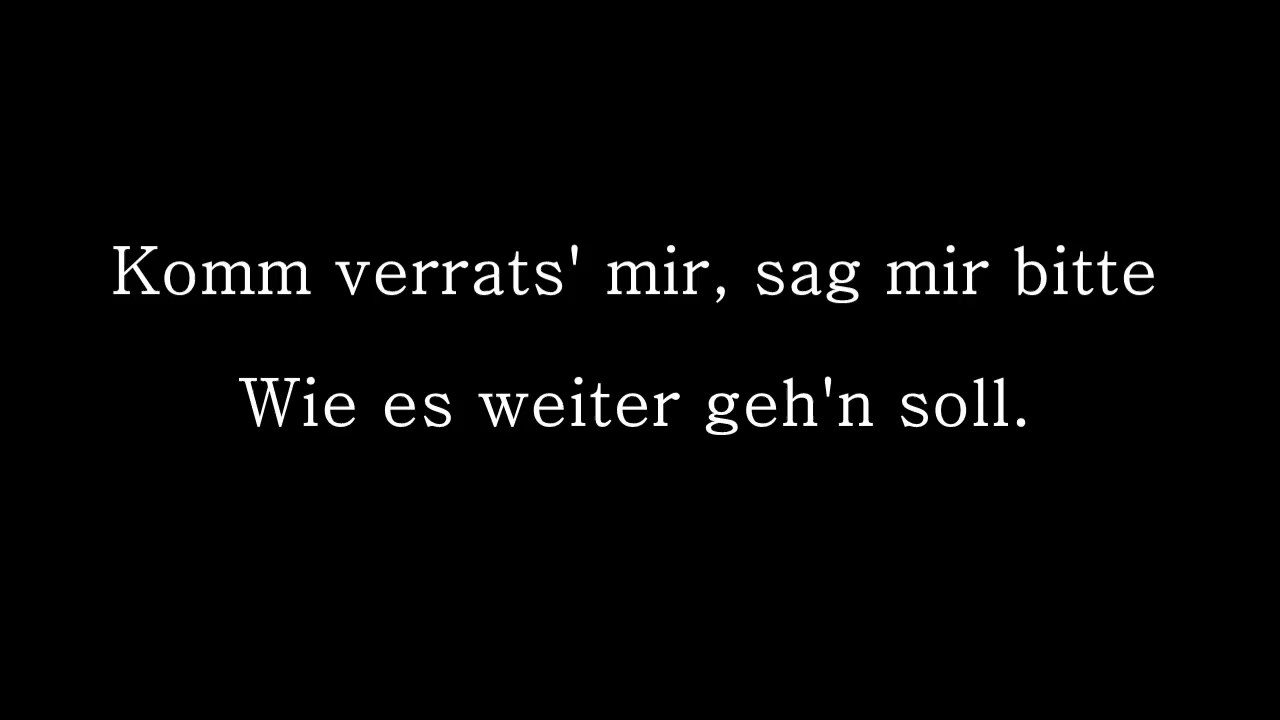 Komm verrats' mir, sag mir bitte
Wie es weiter geh'n soll.